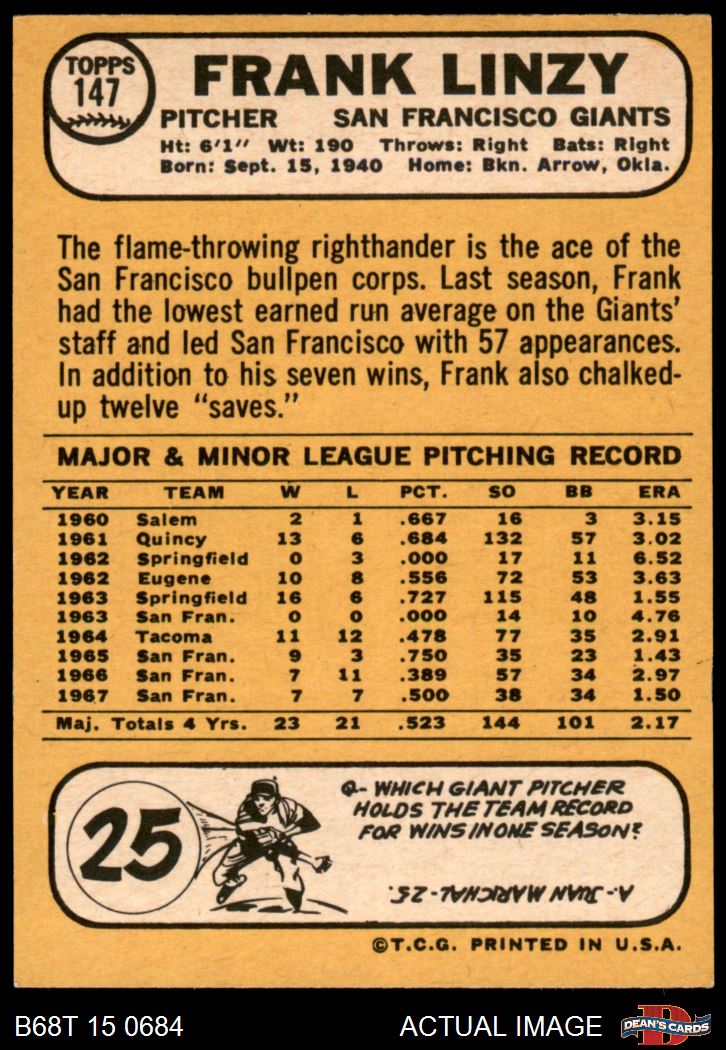 TOPPS
147
FRANK LINZY
PITCHER SAN FRANCISCO GIANTS
Ht: 6'1" Wt: 190 Throws: Right Bats: Right
Born: Sept. 15, 1940 Home: Bkn. Arrow, Okla.
The flame-throwing righthander is the ace of the
San Francisco bullpen corps. Last season, Frank
had the lowest earned run average on the Giants'
staff and led San Francisco with 57 appearances.
In addition to his seven wins, Frank also chalked-
up twelve "saves."
MAJOR & MINOR LEAGUE PITCHING RECORD
YEAR TEAM W L PCT. SO BB ERA
1960 Salem 2 1 .667 16 3 3.15
1961 Quincy 13 6 .684 132 57 3.02
1962 Springfield 0 3 .000 17 11 6.52
1962 Eugene 10 8 .556 72 53 3.63
1963 Springfield 16 6 .727 115 48 1.55
1963 San Fran. 0 0 .000 14 10 4.76
1964 Tacoma 11 12 .478 77 35 2.91
1965 San Fran. 9 3 .750 35 23 1.43
1966 San Fran. 7 11 .389 57 34 2.97
1967 San Fran. 7 7 .500 38 34 1.50
Maj. Totals 4 Yrs. 23 21 .523 144 101 2.17
25
Q- WHICH GIANT PITCHER
HOLDS THE TEAM RECORD
FOR WINS IN ONE SEASON?
A- JUAN MARICHAL-25.
©T.C.G. PRINTED IN U.S.A.
B68T 15 0684 ACTUAL IMAGE
D
DEAN'S CARDS